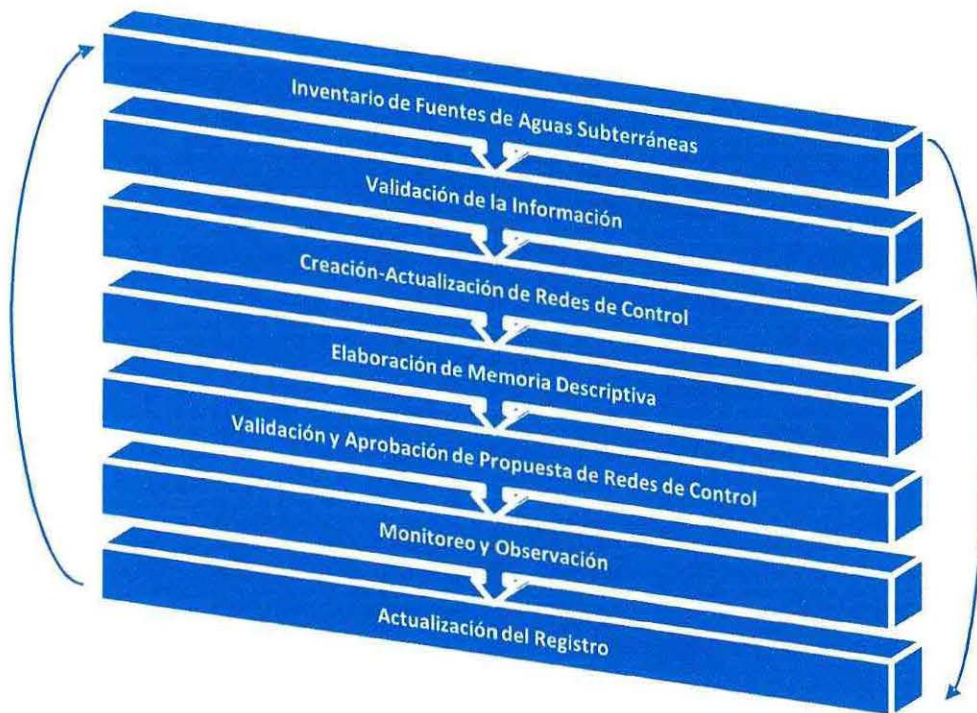 Inventario de Fuentes de Aguas Subterráneas
Validación de la Información
Creación-Actualización de Redes de Control
Elaboración de Memoria Descriptiva
Validación y Aprobación de Propuesta de Redes de Control
Monitoreo y Observación
Actualización del Registro